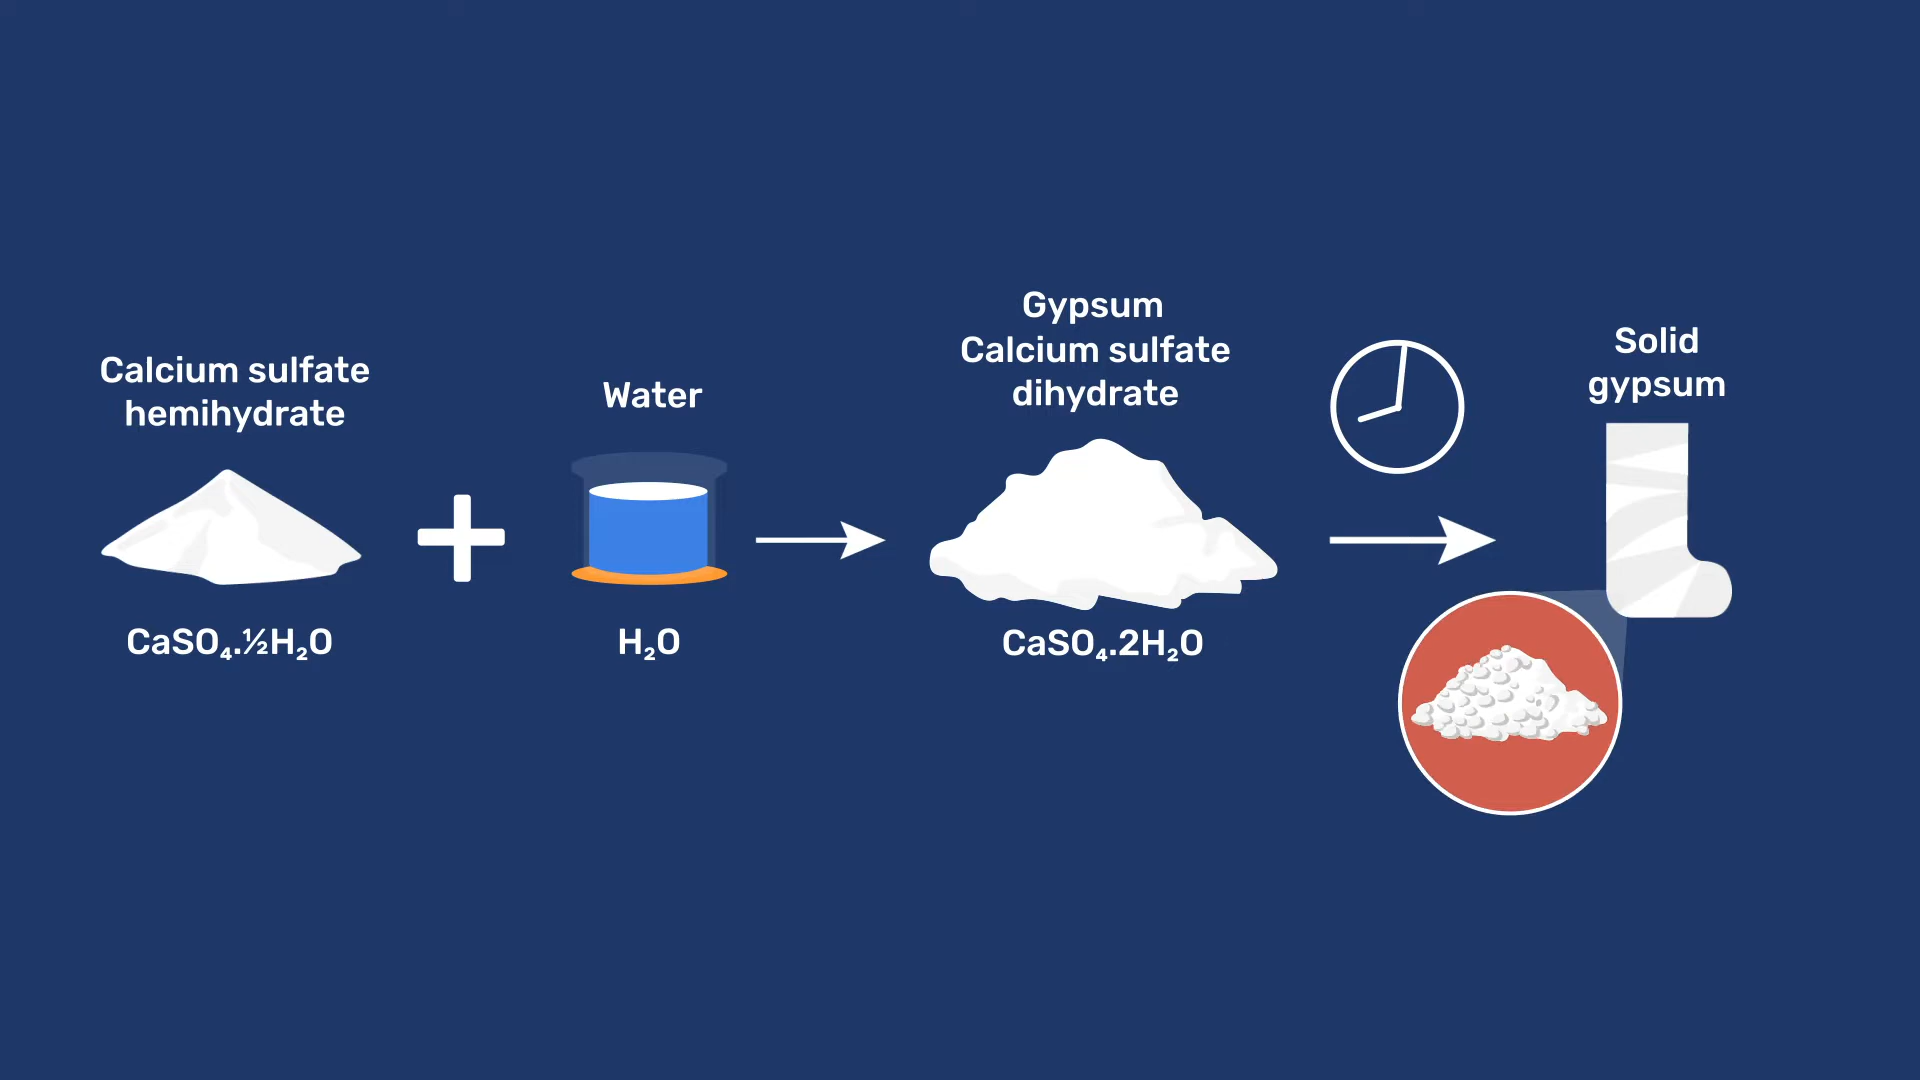 Calcium sulfate
hemihydrate
CaSO₄.½H₂O
Water
H₂O
Gypsum
Calcium sulfate
dihydrate
CaSO₄.2H₂O
Solid
gypsum